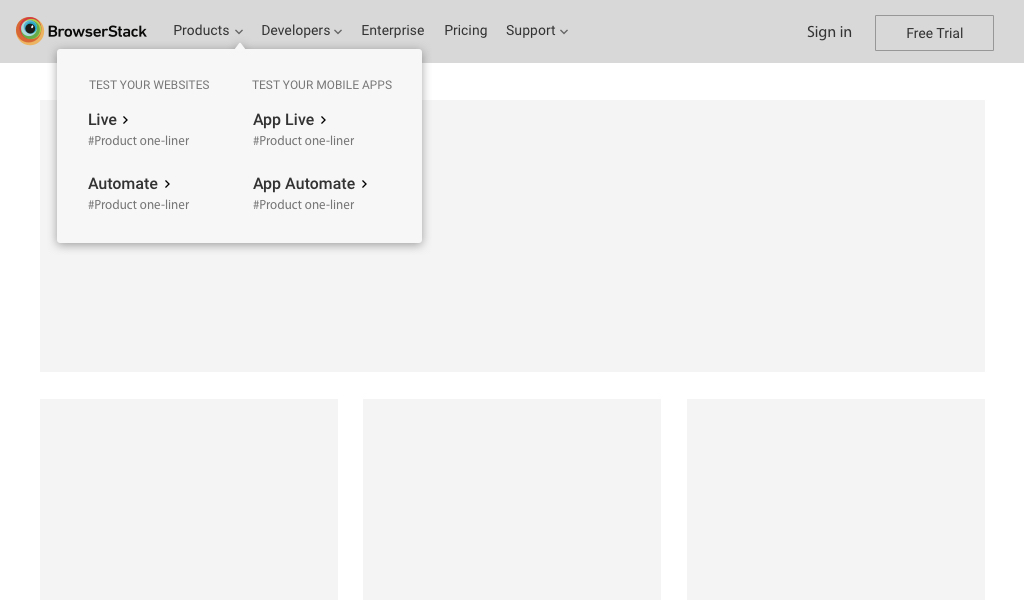 BrowserStack Products Developers Enterprise Pricing Support Sign in Free Trial
TEST YOUR WEBSITES TEST YOUR MOBILE APPS
Live App Live
#Product one-liner #Product one-liner
Automate App Automate
#Product one-liner #Product one-liner